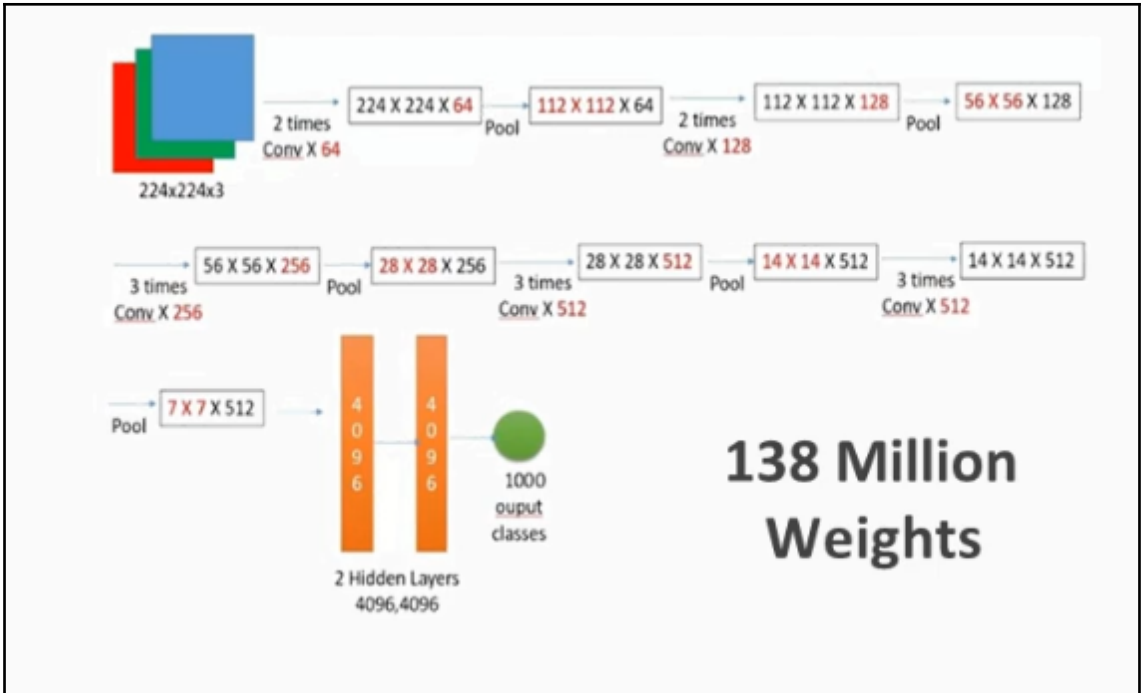 224x224x3
2 times
Conv X 64
224 X 224 X 64
Pool
112 X 112 X 64
2 times
Conv X 128
112 X 112 X 128
Pool
56 X 56 X 128
3 times
Conv X 256
56 X 56 X 256
Pool
28 X 28 X 256
3 times
Conv X 512
28 X 28 X 512
Pool
14 X 14 X 512
3 times
Conv X 512
14 X 14 X 512
Pool
7 X 7 X 512
4096
4096
1000
ouput
classes
2 Hidden Layers
4096,4096
138 Million
Weights